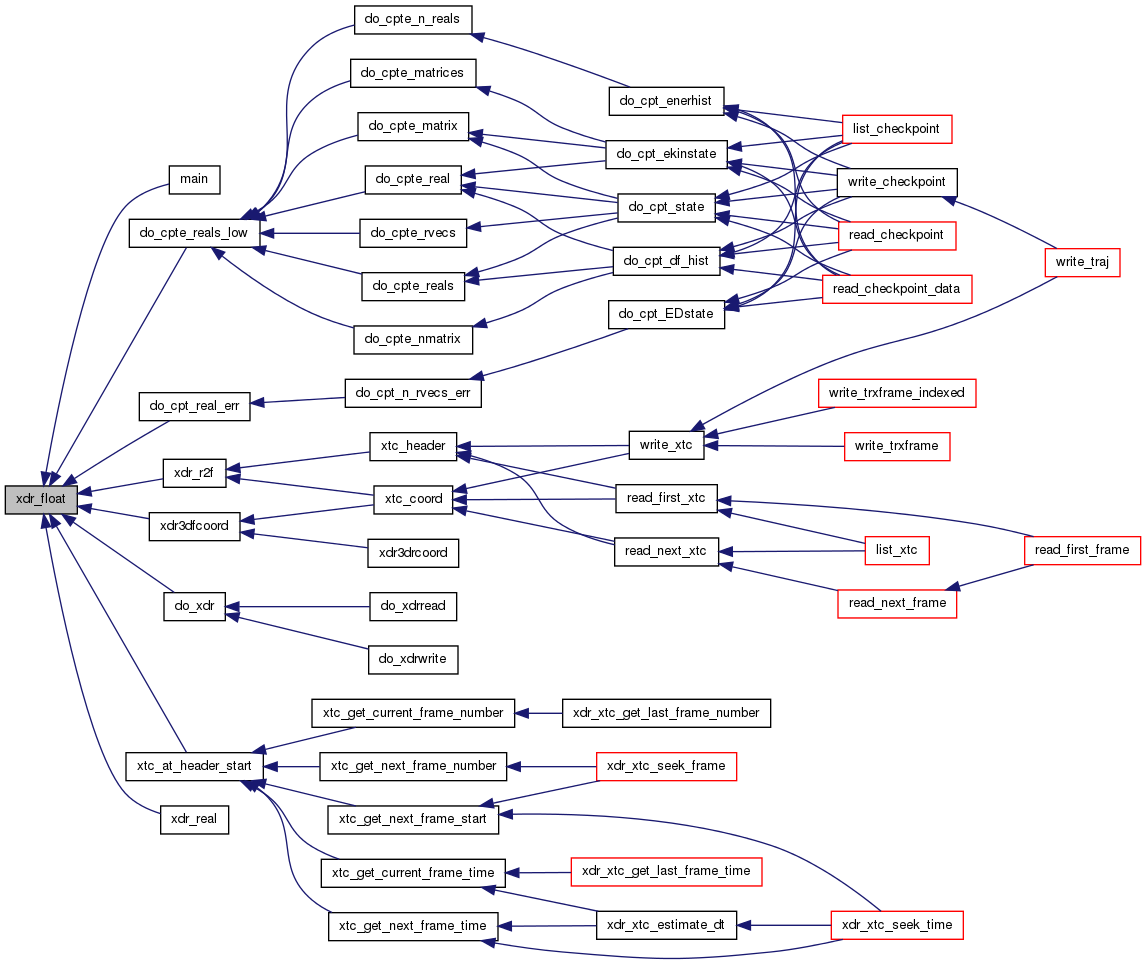 do_cpte_n_reals
do_cpte_matrices
do_cpt_enerhist
do_cpte_matrix
list_checkpoint
do_cpt_ekinstate
main
do_cpte_real
write_checkpoint
do_cpt_state
do_cpte_reals_low
do_cpte_rvecs
read_checkpoint
do_cpt_df_hist
write_traj
do_cpte_reals
read_checkpoint_data
do_cpt_EDstate
do_cpte_nmatrix
do_cpt_n_rvecs_err
write_trxframe_indexed
do_cpt_real_err
xtc_header
write_xtc
write_trxframe
xdr_r2f
xdr_float
xtc_coord
read_first_xtc
xdr3dfcoord
xdr3drcoord
read_next_xtc
list_xtc
read_first_frame
do_xdr
do_xdrread
read_next_frame
do_xdrwrite
xtc_get_current_frame_number
xdr_xtc_get_last_frame_number
xtc_at_header_start
xtc_get_next_frame_number
xdr_xtc_seek_frame
xdr_real
xtc_get_next_frame_start
xtc_get_current_frame_time
xdr_xtc_get_last_frame_time
xtc_get_next_frame_time
xdr_xtc_estimate_dt
xdr_xtc_seek_time